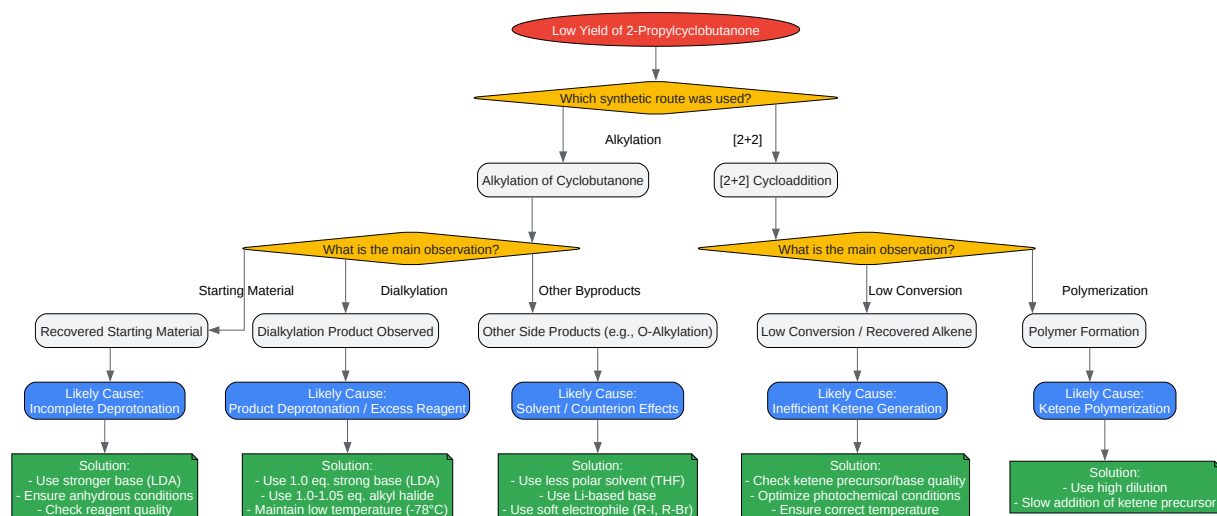 Low Yield of 2-Propylcyclobutanone
Which synthetic route was used?
Alkylation
[2+2]
Alkylation of Cyclobutanone
[2+2] Cycloaddition
What is the main observation?
What is the main observation?
Starting Material
Dialkylation
Other Byproducts
Low Conversion
Polymerization
Recovered Starting Material
Dialkylation Product Observed
Other Side Products (e.g., O-Alkylation)
Low Conversion / Recovered Alkene
Polymer Formation
Likely Cause:
Incomplete Deprotonation
Likely Cause:
Product Deprotonation / Excess Reagent
Likely Cause:
Solvent / Counterion Effects
Likely Cause:
Inefficient Ketene Generation
Likely Cause:
Ketene Polymerization
Solution:
- Use stronger base (LDA)
- Ensure anhydrous conditions
- Check reagent quality
Solution:
- Use 1.0 eq. strong base (LDA)
- Use 1.0-1.05 eq. alkyl halide
- Maintain low temperature (-78°C)
Solution:
- Use less polar solvent (THF)
- Use Li-based base
- Use soft electrophile (R-I, R-Br)
Solution:
- Check ketene precursor/base quality
- Optimize photochemical conditions
- Ensure correct temperature
Solution:
- Use high dilution
- Slow addition of ketene precursor